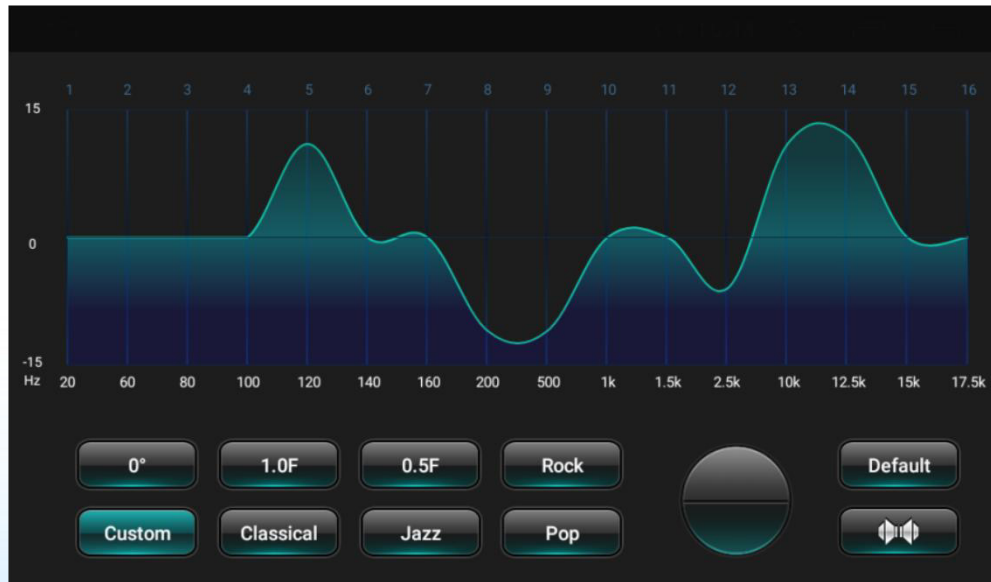 1 2 3 4 5 6 7 8 9 10 11 12 13 14 15 16
15
0
-15
Hz 20 60 80 100 120 140 160 200 500 1k 1.5k 2.5k 10k 12.5k 15k 17.5k
0° 1.0F 0.5F Rock Default
Custom Classical Jazz Pop